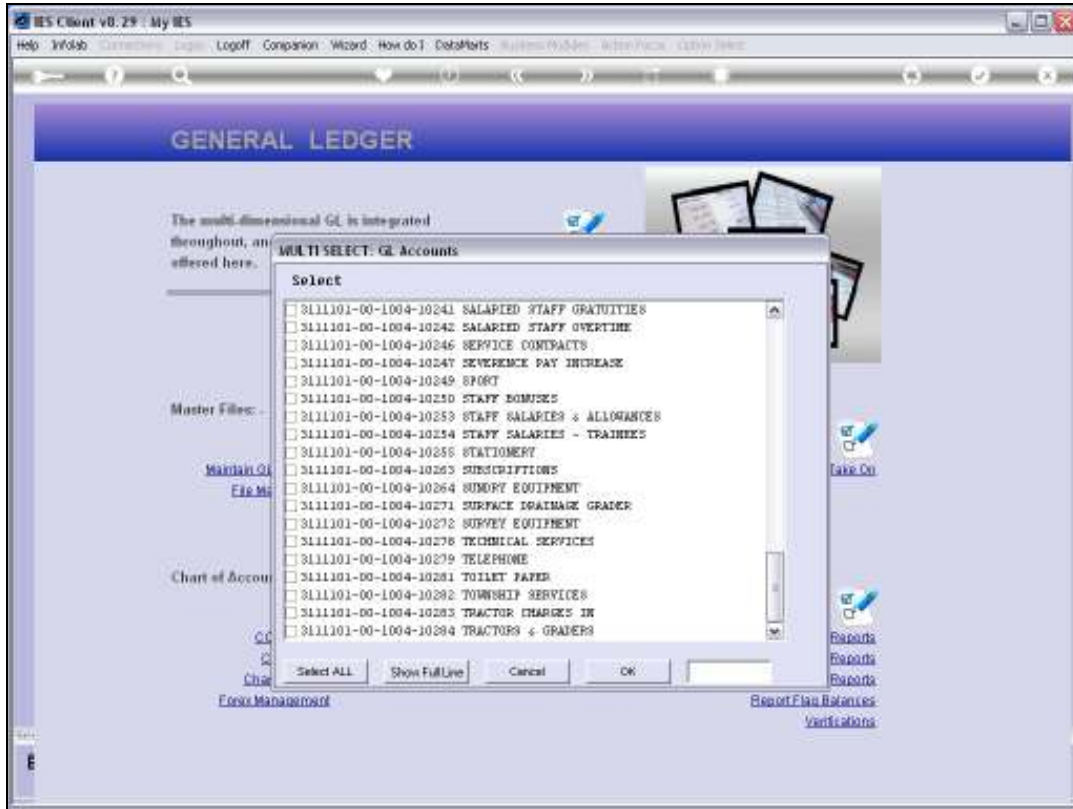 IES Client v8.29 : My IES
Help Infolab Logoff Companion Wizard How do I DataMarts
GENERAL LEDGER
The multi-dimensional GL is integrated
throughout, an
offered here.
MULTI SELECT: GL Accounts
Select
3111101-00-1004-10241 SALARIED STAFF GRATUITIES
3111101-00-1004-10242 SALARIED STAFF OVERTIME
3111101-00-1004-10246 SERVICE CONTRACTS
3111101-00-1004-10247 SEVERENCE PAY INCREASE
3111101-00-1004-10249 SPORT
3111101-00-1004-10250 STAFF BONUSES
3111101-00-1004-10253 STAFF SALARIES & ALLOWANCES
3111101-00-1004-10254 STAFF SALARIES - TRAINEES
3111101-00-1004-10255 STATIONERY
3111101-00-1004-10263 SUBSCRIPTIONS
3111101-00-1004-10264 SUNDRY EQUIPMENT
3111101-00-1004-10271 SURFACE DRAINAGE GRADER
3111101-00-1004-10272 SURVEY EQUIPMENT
3111101-00-1004-10278 TECHNICAL SERVICES
3111101-00-1004-10279 TELEPHONE
3111101-00-1004-10281 TOILET PAPER
3111101-00-1004-10282 TOWNSHIP SERVICES
3111101-00-1004-10283 TRACTOR CHARGES IN
3111101-00-1004-10284 TRACTORS & GRADERS
Select ALL Show Full Line Cancel OK
Master Files:
Maintain GL
File Ma
Take On
Chart of Accou
Cha
Forex Management
Reports
Reports
Reports
Report Flag Balances
Verifications